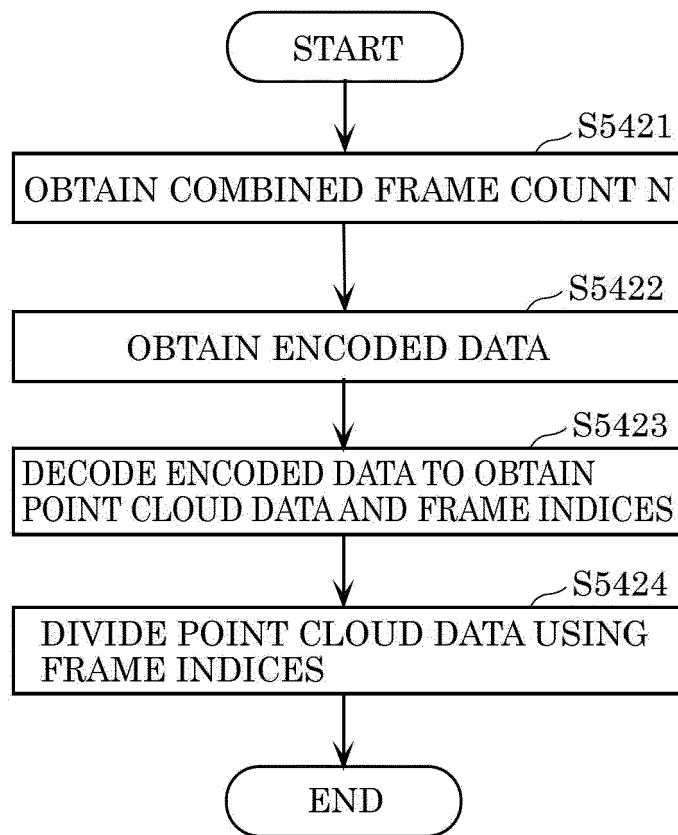 START
S5421
OBTAIN COMBINED FRAME COUNT N
S5422
OBTAIN ENCODED DATA
S5423
DECODE ENCODED DATA TO OBTAIN
POINT CLOUD DATA AND FRAME INDICES
S5424
DIVIDE POINT CLOUD DATA USING
FRAME INDICES
END